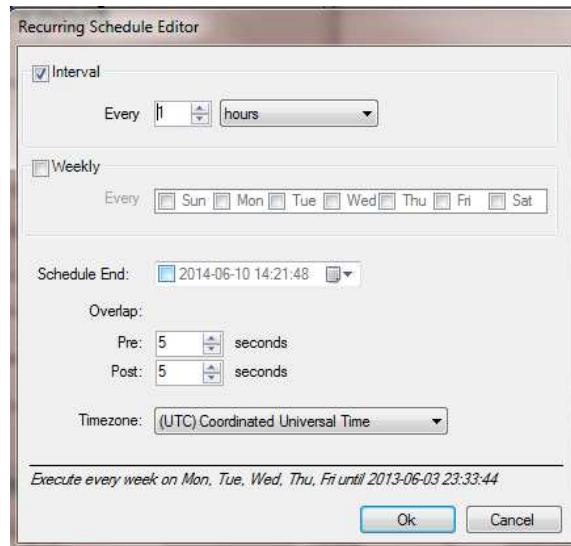 Recurring Schedule Editor
Interval
Every 1 hours
Weekly
Every Sun Mon Tue Wed Thu Fri Sat
Schedule End: 2014-06-10 14:21:48
Overlap:
Pre: 5 seconds
Post: 5 seconds
Timezone: (UTC) Coordinated Universal Time
Execute every week on Mon, Tue, Wed, Thu, Fri until 2013-06-03 23:33:44
Ok Cancel